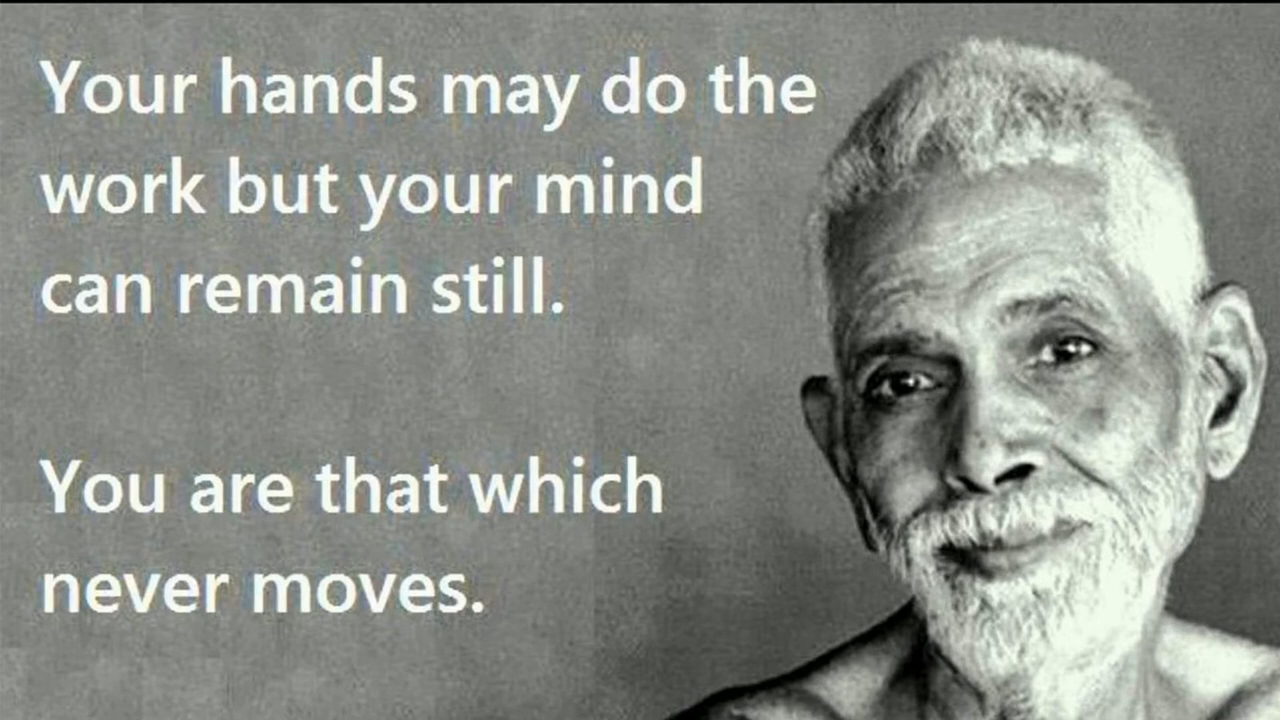 Your hands may do the
work but your mind
can remain still.
You are that which
never moves.